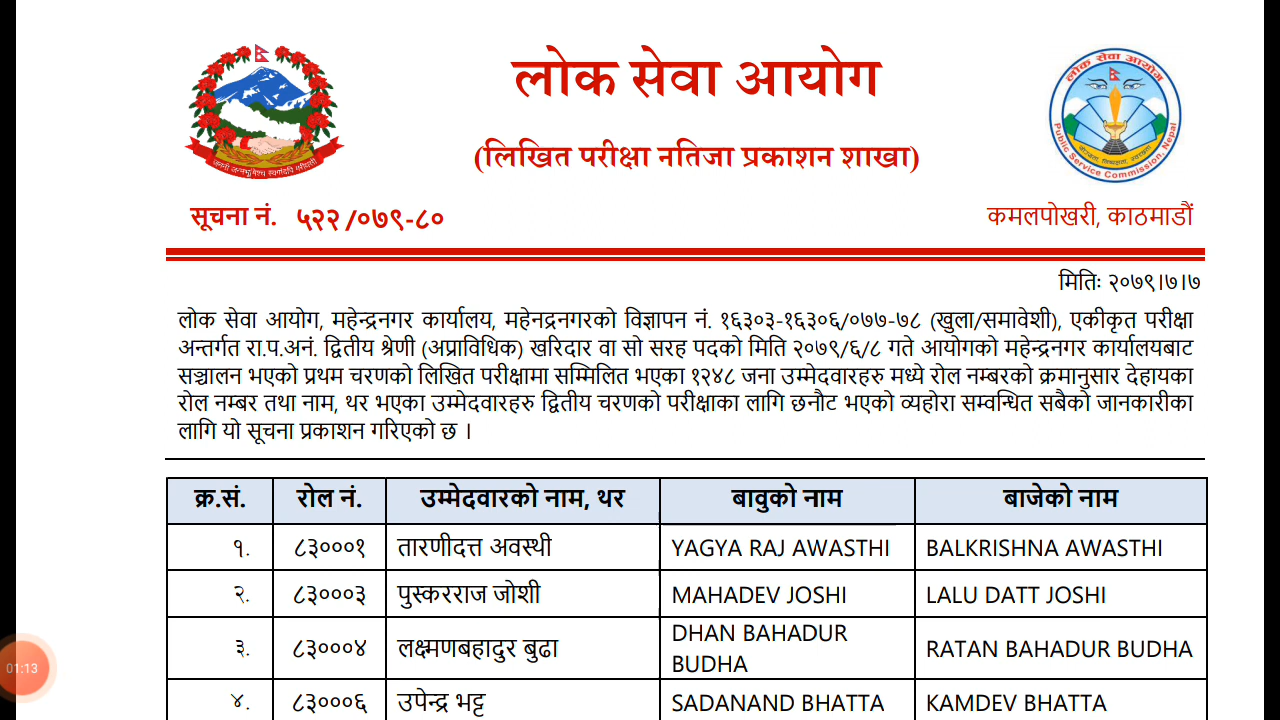 लोक सेवा आयोग
(लिखित परीक्षा नतिजा प्रकाशन शाखा)
लोक सेवा आयोग
Public Service Commission, Nepal
सूचना नं. ५२२ /०७९-८०
कमलपोखरी, काठमाडौं
मितिः २०७९।७।७
लोक सेवा आयोग, महेन्द्रनगर कार्यालय, महेनद्रनगरको विज्ञापन नं. १६३०३-१६३०६/०७७-७८ (खुला/समावेशी), एकीकृत परीक्षा
अन्तर्गत रा.प.अनं. द्वितीय श्रेणी (अप्राविधिक) खरिदार वा सो सरह पदको मिति २०७९/६/८ गते आयोगको महेन्द्रनगर कार्यालयबाट
सञ्चालन भएको प्रथम चरणको लिखित परीक्षामा सम्मिलित भएका १२४८ जना उम्मेदवारहरु मध्ये रोल नम्बरको क्रमानुसार देहायका
रोल नम्बर तथा नाम, थर भएका उम्मेदवारहरु द्वितीय चरणको परीक्षाका लागि छनौट भएको व्यहोरा सम्वन्धित सबैको जानकारीका
लागि यो सूचना प्रकाशन गरिएको छ ।
क्र.सं. रोल नं. उम्मेदवारको नाम, थर बावुको नाम बाजेको नाम
१. ८३०००१ तारणीदत्त अवस्थी YAGYA RAJ AWASTHI BALKRISHNA AWASTHI
२. ८३०००३ पुस्करराज जोशी MAHADEV JOSHI LALU DATT JOSHI
३. ८३०००४ लक्ष्मणबहादुर बुढा DHAN BAHADUR BUDHA RATAN BAHADUR BUDHA
४. ८३०००६ उपेन्द्र भट्ट SADANAND BHATTA KAMDEV BHATTA
01:13